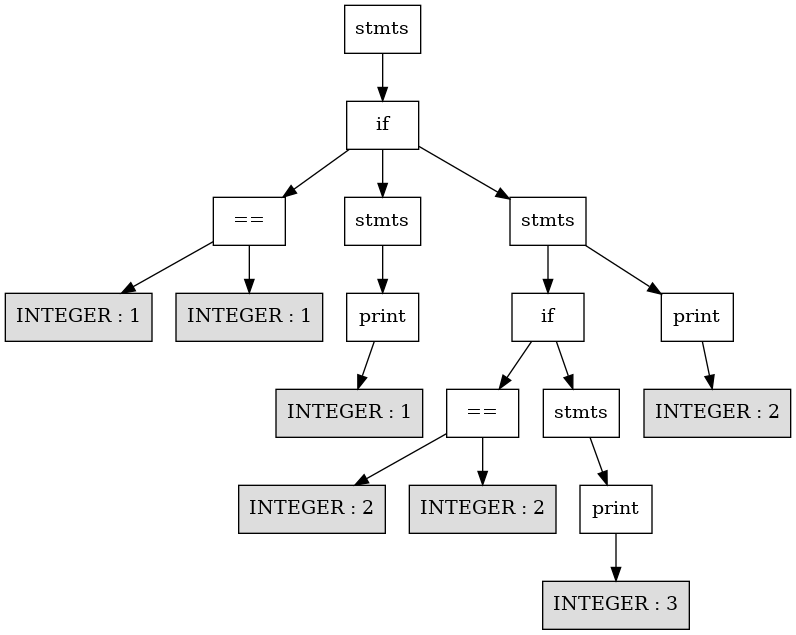 stmts
if
==
stmts
stmts
INTEGER : 1
INTEGER : 1
print
if
print
INTEGER : 1
==
stmts
INTEGER : 2
INTEGER : 2
INTEGER : 2
print
INTEGER : 3